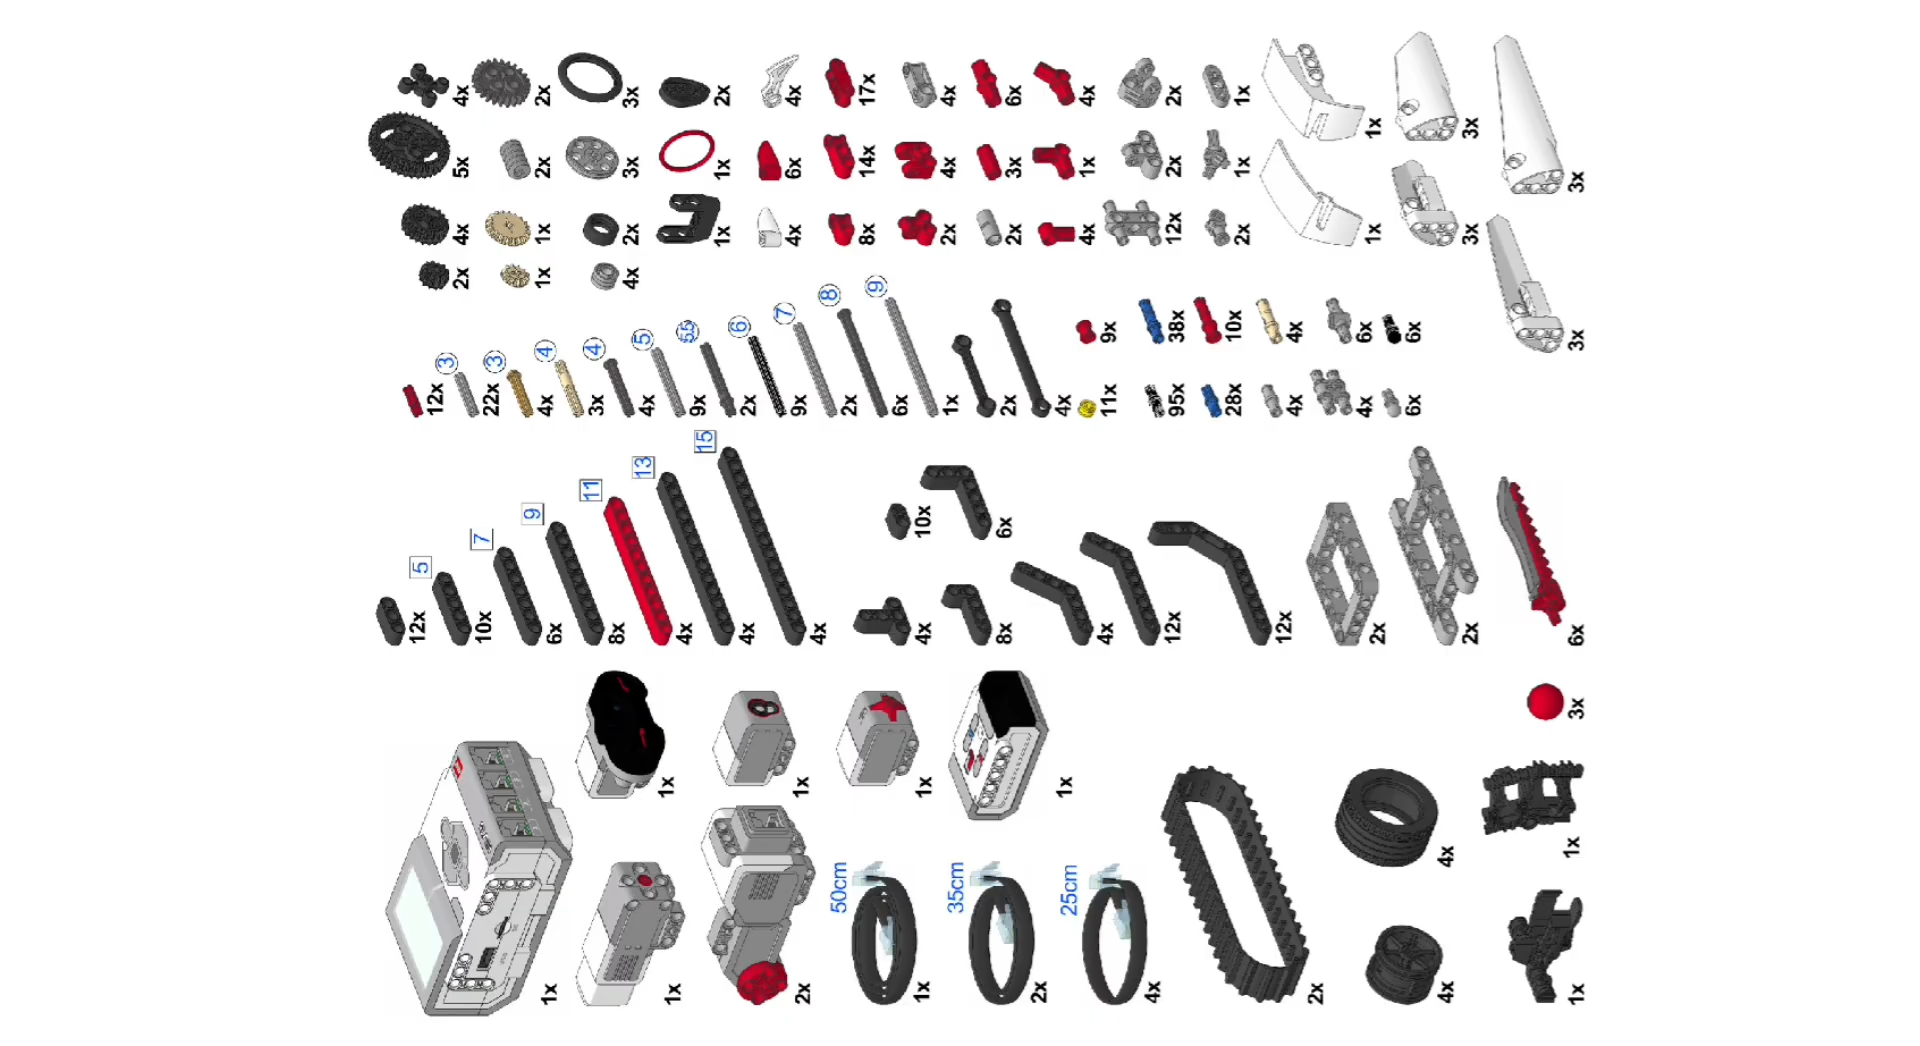 1x
1x 1x
2x 1x
50cm
1x 1x
35cm
2x 1x
25cm
4x
2x
4x 4x
1x 1x 3x
12x
5
10x
7
6x
9
8x
11
4x
13
4x
15
4x
4x 10x
8x 6x
4x
12x
12x
2x
2x
6x
12x
3
22x
3
4x
4
3x
4
4x
5
9x
55
2x
6
9x
7
2x
8
6x
9
1x
2x
4x
11x 9x
95x 38x
28x 10x
4x 4x
4x 6x
6x 6x
2x 4x 5x 4x
1x 1x 2x 2x
4x 2x 3x 3x
1x 1x 2x
4x 6x 4x
8x 14x 17x
2x 4x 4x
2x 3x 6x
4x 1x 4x
12x 2x 2x
2x 1x 1x
1x 1x
3x 3x
3x 3x